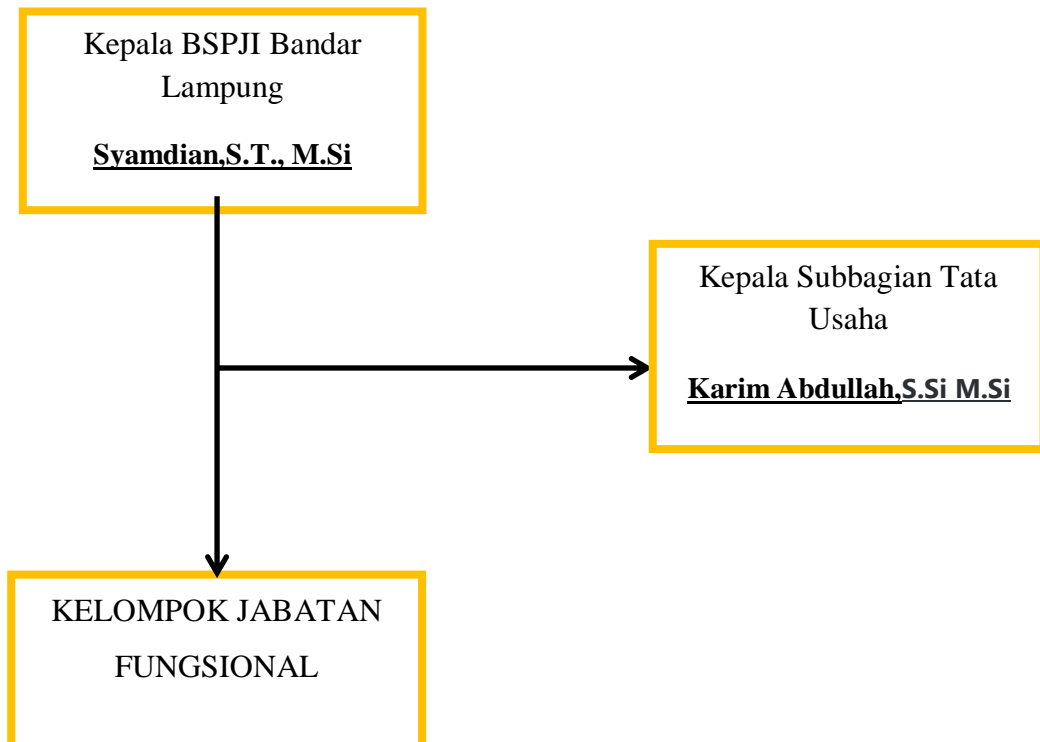 Kepala BSPJI Bandar
Lampung
Syamdian,S.T., M.Si
Kepala Subbagian Tata
Usaha
Karim Abdullah,S.Si M.Si
KELOMPOK JABATAN
FUNGSIONAL